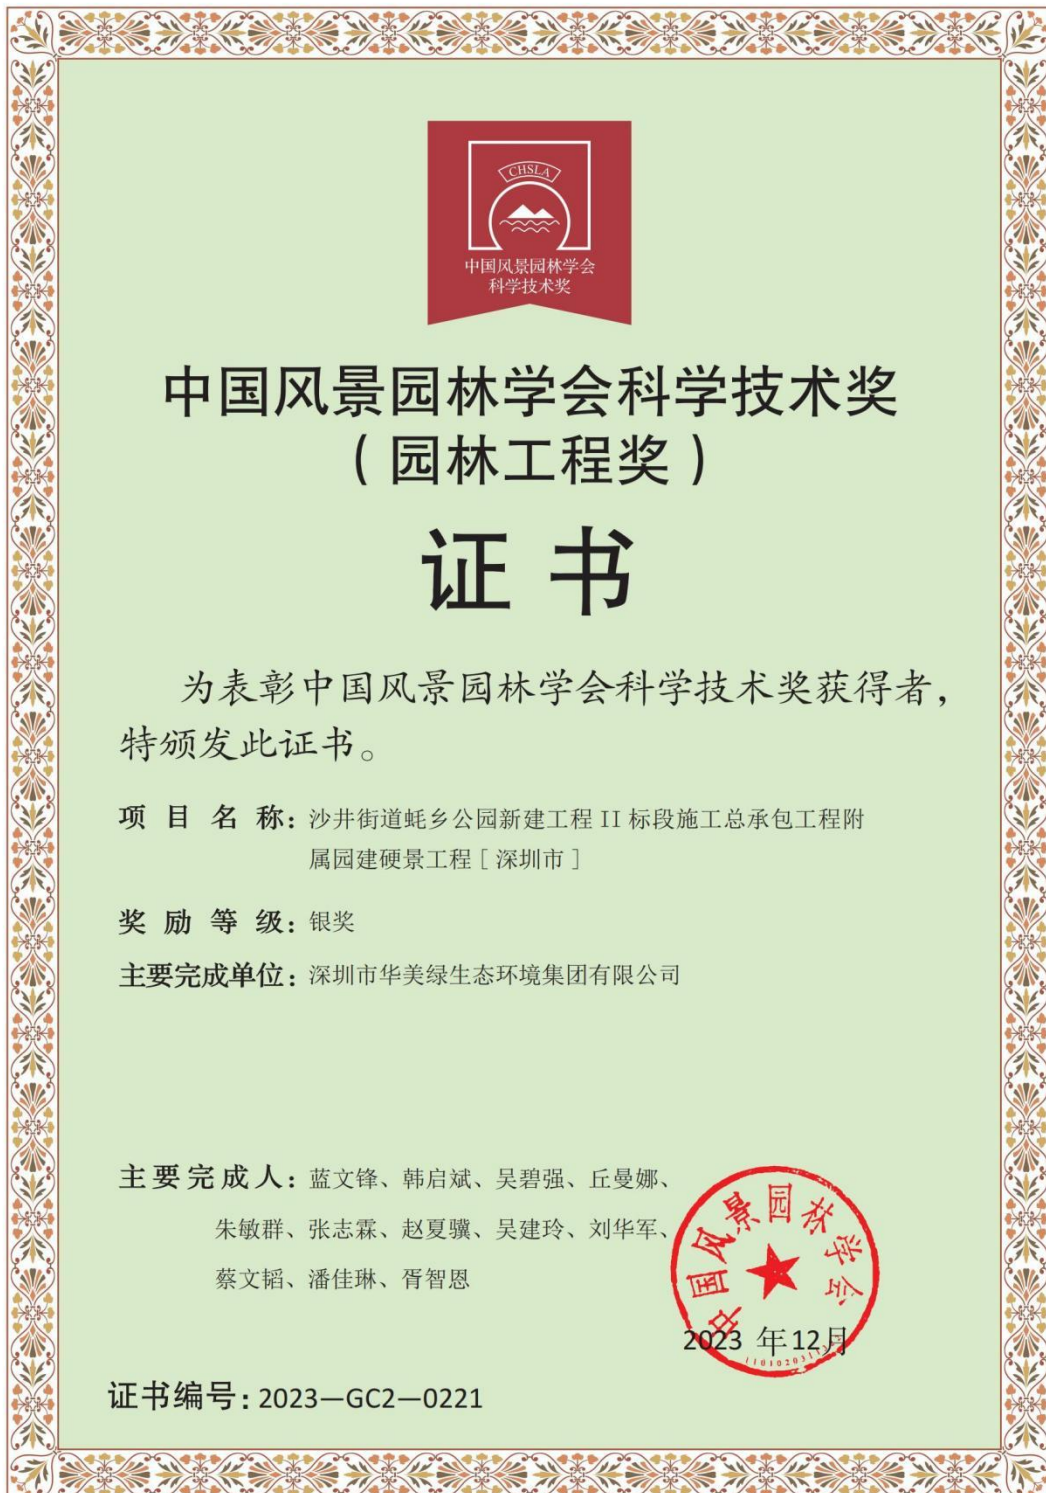 CHSLA
中国风景园林学会
科学技术奖
中国风景园林学会科学技术奖
（园林工程奖）
证书
为表彰中国风景园林学会科学技术奖获得者，
特颁发此证书。
项目名称：沙井街道蚝乡公园新建工程 II 标段施工总承包工程附
属园建硬景工程［深圳市］
奖励等级：银奖
主要完成单位：深圳市华美绿生态环境集团有限公司
主要完成人：蓝文锋、韩启斌、吴碧强、丘曼娜、
朱敏群、张志霖、赵夏骥、吴建玲、刘华军、
蔡文韬、潘佳琳、胥智恩
中国风景园林学会
2023 年12月
证书编号：2023—GC2—0221